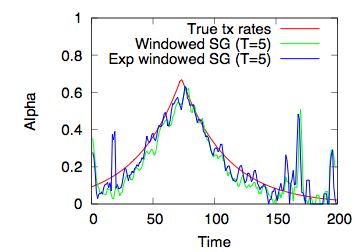 1
0.8
0.6
0.4
0.2
0
Alpha
True tx rates
Windowed SG (T=5)
Exp windowed SG (T=5)
0 50 100 150 200
Time